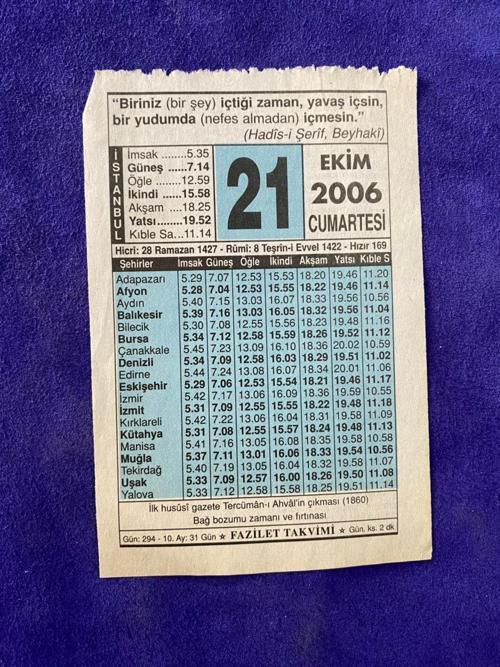 “Biriniz (bir şey) içtiği zaman, yavaş içsin,
bir yudumda (nefes almadan) içmesin.”
(Hadîs-i Şerîf, Beyhakî)
İSTANBUL
İmsak ........5.35
Güneş ......7.14
Öğle .......12.59
İkindi .....15.58
Akşam ....18.25
Yatsı.......19.52
Kıble Sa...11.14
21
EKİM
2006
CUMARTESİ
Hicri: 28 Ramazan 1427 - Rûmi: 8 Teşrîn-i Evvel 1422 - Hızır 169
Şehirler İmsak Güneş Öğle İkindi Akşam Yatsı Kıble S
Adapazarı 5.29 7.07 12.53 15.53 18.20 19.46 11.20
Afyon 5.28 7.04 12.53 15.55 18.22 19.46 11.14
Aydın 5.40 7.15 13.03 16.07 18.33 19.56 10.56
Balıkesir 5.39 7.16 13.03 16.05 18.32 19.56 11.04
Bilecik 5.30 7.08 12.55 15.56 18.23 19.48 11.16
Bursa 5.34 7.12 12.58 15.59 18.26 19.52 11.12
Çanakkale 5.45 7.23 13.09 16.10 18.36 20.02 10.59
Denizli 5.34 7.09 12.58 16.03 18.29 19.51 11.02
Edirne 5.44 7.24 13.08 16.07 18.34 20.01 11.06
Eskişehir 5.29 7.06 12.53 15.54 18.21 19.46 11.17
İzmir 5.42 7.17 13.06 16.09 18.36 19.59 10.55
İzmit 5.31 7.09 12.55 15.55 18.22 19.48 11.18
Kırklareli 5.42 7.22 13.06 16.04 18.31 19.58 11.09
Kütahya 5.31 7.08 12.55 15.57 18.24 19.48 11.13
Manisa 5.41 7.16 13.05 16.08 18.35 19.58 10.58
Muğla 5.37 7.11 13.01 16.06 18.33 19.54 10.56
Tekirdağ 5.40 7.19 13.05 16.04 18.32 19.58 11.07
Uşak 5.33 7.09 12.57 16.00 18.26 19.50 11.08
Yalova 5.33 7.12 12.58 15.58 18.25 19.51 11.14
İlk husûsî gazete Tercümân-ı Ahvâl'in çıkması (1860)
Bağ bozumu zamanı ve fırtınası
Gün: 294 - 10. Ay: 31 Gün ★ FAZİLET TAKVİMİ ★ Gün. ks. 2 dk